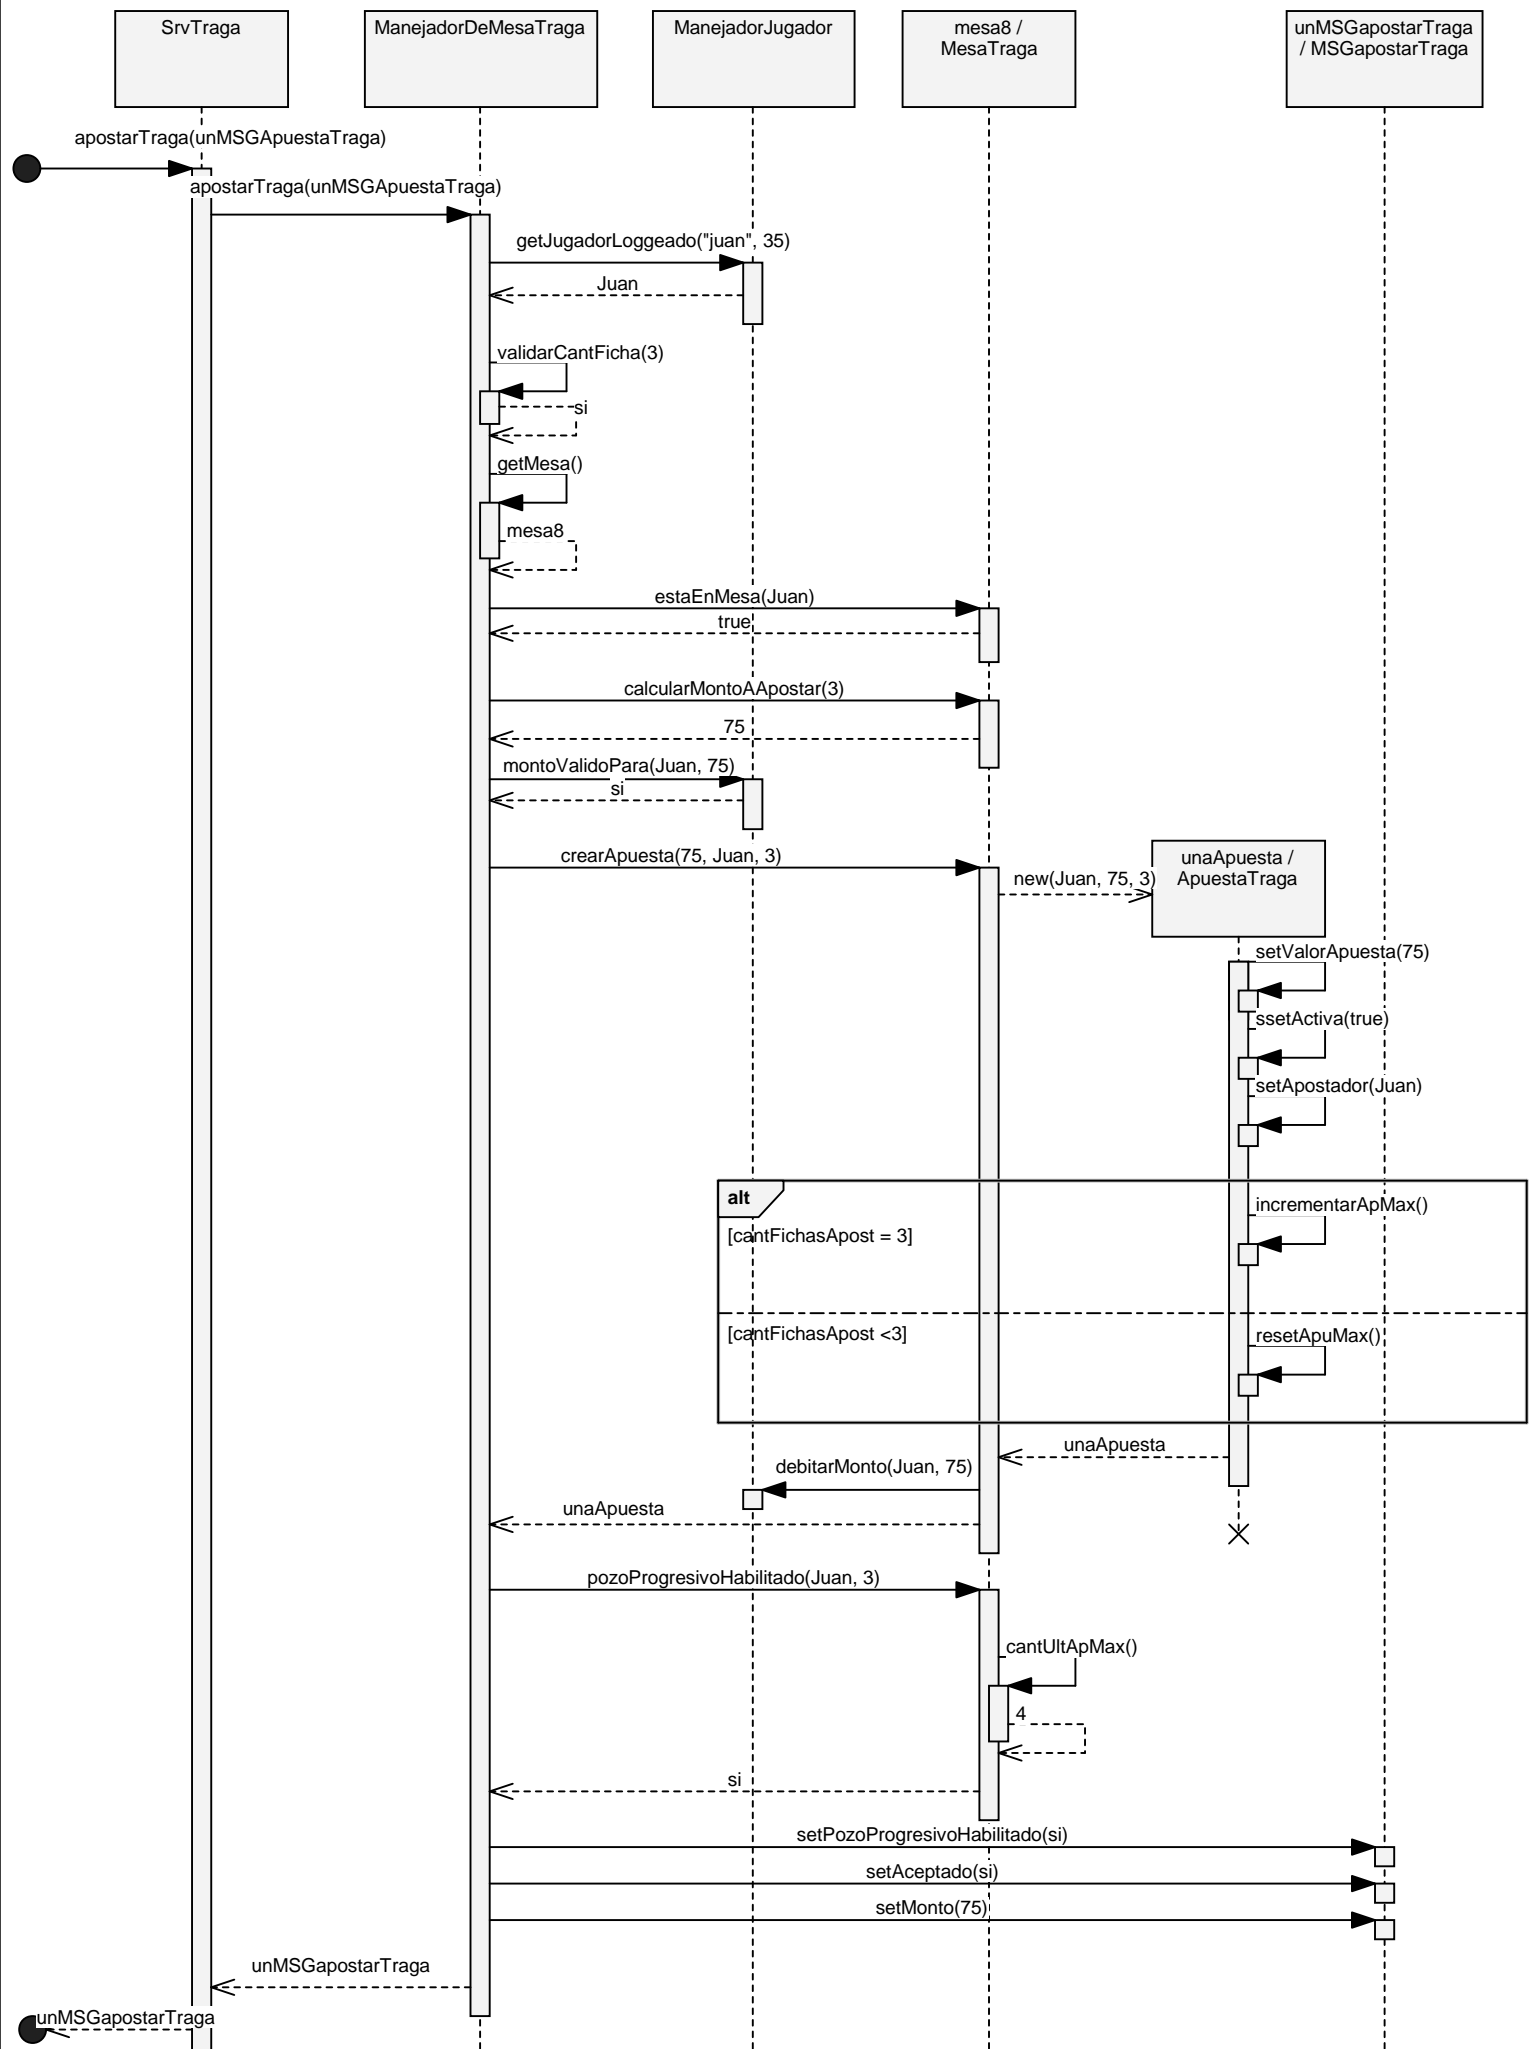 SrvTraga
ManejadorDeMesaTraga
ManejadorJugador
mesa8 /
MesaTraga
unMSGapostarTraga
/ MSGapostarTraga
apostarTraga(unMSGApuestaTraga)
apostarTraga(unMSGApuestaTraga)
getJugadorLoggeado("juan", 35)
Juan
validarCantFicha(3)
si
getMesa()
mesa8
estaEnMesa(Juan)
true
calcularMontoAApostar(3)
75
montoValidoPara(Juan, 75)
si
crearApuesta(75, Juan, 3)
new(Juan, 75, 3)
unaApuesta /
ApuestaTraga
setValorApuesta(75)
ssetActiva(true)
setApostador(Juan)
alt
[cantFichasApost = 3]
incrementarApMax()
[cantFichasApost <3]
resetApuMax()
unaApuesta
debitarMonto(Juan, 75)
unaApuesta
pozoProgresivoHabilitado(Juan, 3)
cantUltApMax()
4
si
setPozoProgresivoHabilitado(si)
setAceptado(si)
setMonto(75)
unMSGapostarTraga
unMSGapostarTraga